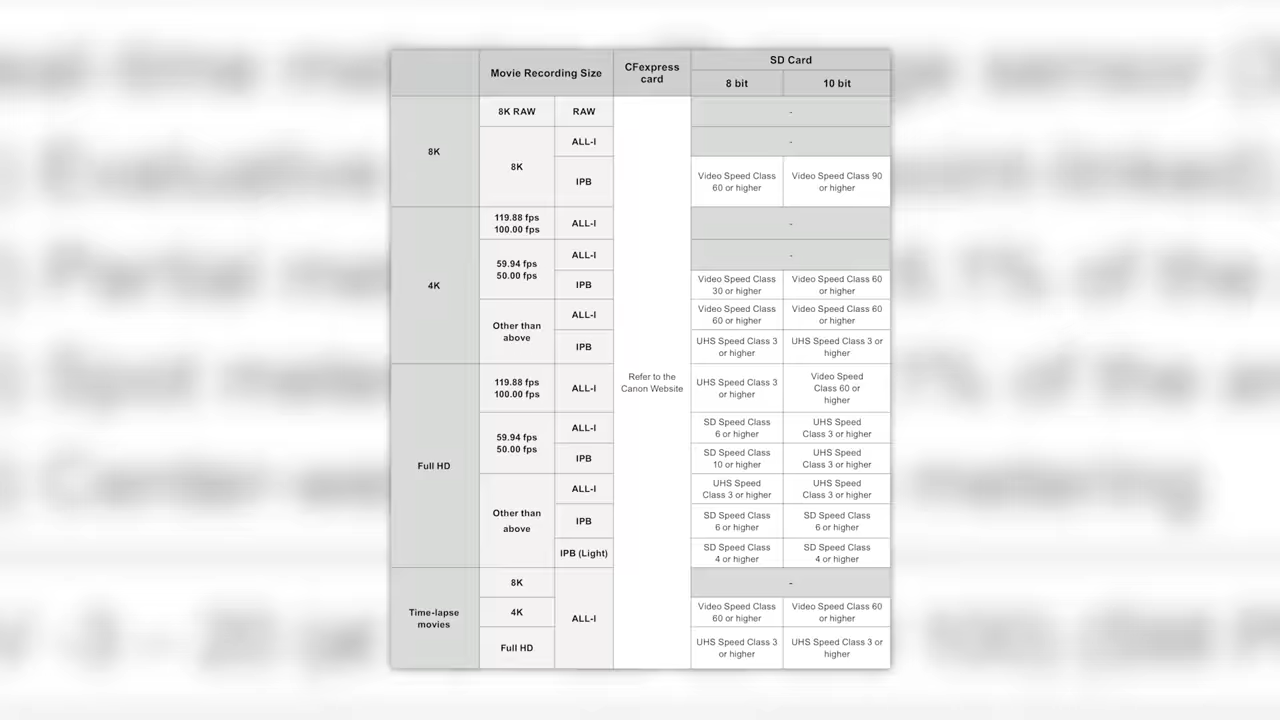 Movie Recording Size
CFexpress
card
SD Card
8 bit
10 bit
8K
8K RAW
RAW
-
8K
ALL-I
-
IPB
Video Speed Class
60 or higher
Video Speed Class 90
or higher
4K
119.88 fps
100.00 fps
ALL-I
-
59.94 fps
50.00 fps
ALL-I
-
IPB
Video Speed Class
30 or higher
Video Speed Class 60
or higher
Other than
above
ALL-I
Video Speed Class
60 or higher
Video Speed Class 60
or higher
IPB
UHS Speed Class 3
or higher
UHS Speed Class 3 or
higher
Refer to the
Canon Website
Full HD
119.88 fps
100.00 fps
ALL-I
UHS Speed Class 3
or higher
Video Speed
Class 60 or
higher
59.94 fps
50.00 fps
ALL-I
SD Speed Class
6 or higher
UHS Speed
Class 3 or higher
IPB
SD Speed Class
10 or higher
UHS Speed
Class 3 or higher
Other than
above
ALL-I
UHS Speed
Class 3 or higher
UHS Speed
Class 3 or higher
IPB
SD Speed Class
6 or higher
SD Speed Class
6 or higher
IPB (Light)
SD Speed Class
4 or higher
SD Speed Class
4 or higher
Time-lapse
movies
8K
ALL-I
-
4K
Video Speed Class
60 or higher
Video Speed Class 60
or higher
Full HD
UHS Speed Class 3
or higher
UHS Speed Class 3 or
higher